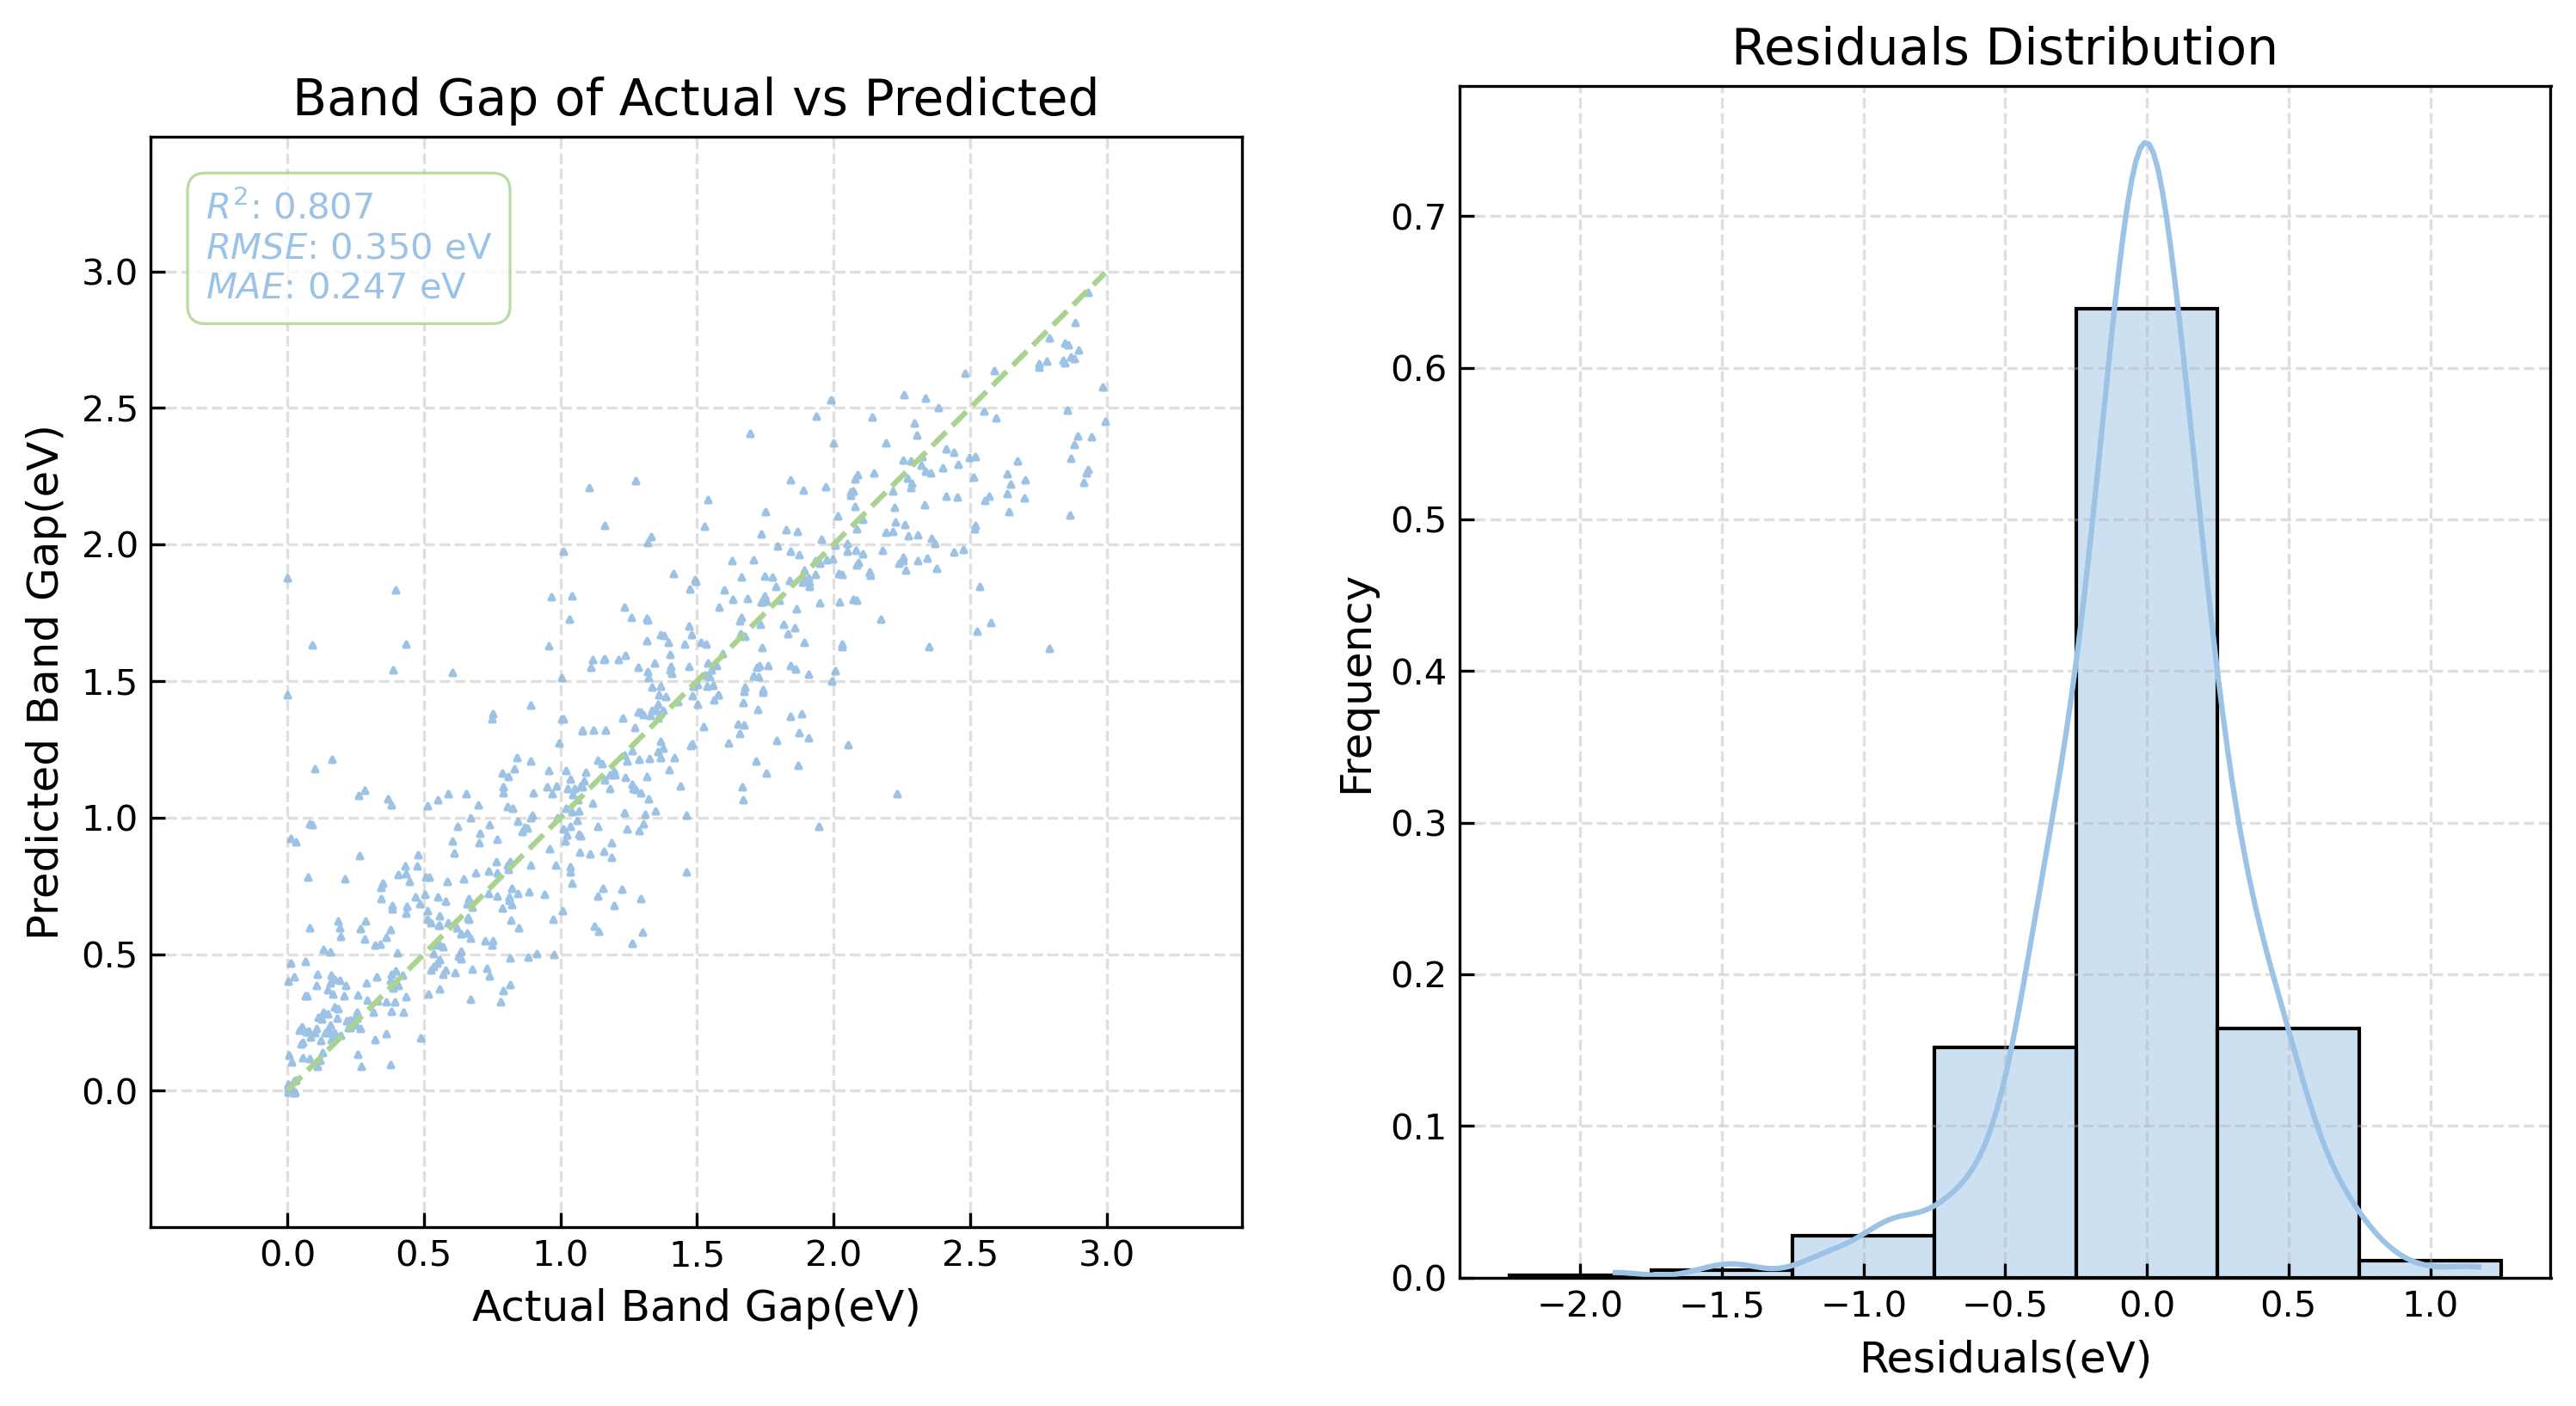 Band Gap of Actual vs Predicted
R²: 0.807
RMSE: 0.350 eV
MAE: 0.247 eV
3.0
2.5
2.0
1.5
1.0
0.5
0.0
Predicted Band Gap(eV)
0.0 0.5 1.0 1.5 2.0 2.5 3.0
Actual Band Gap(eV)
Residuals Distribution
0.7
0.6
0.5
0.4
0.3
0.2
0.1
0.0
Frequency
−2.0 −1.5 −1.0 −0.5 0.0 0.5 1.0
Residuals(eV)